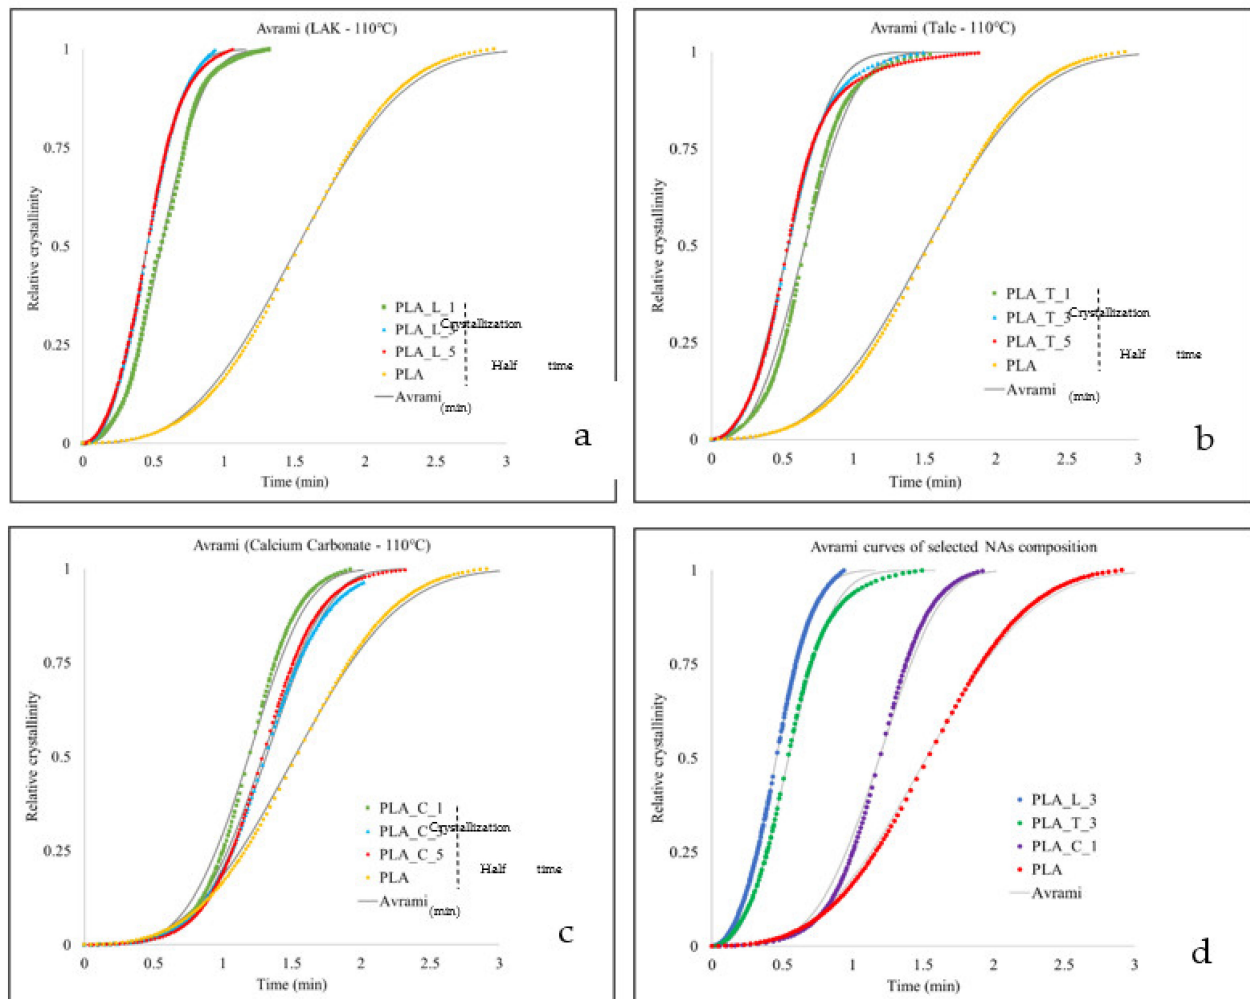 Avrami (LAK - 110°C)
1
0.75
0.5
0.25
0
Relative crystallinity
0 0.5 1 1.5 2 2.5 3
Time (min)
PLA_L_1
PLA_L_3
PLA_L_5
PLA
Avrami
Crystallization
Half time
(min)
a
Avrami (Talc - 110°C)
1
0.75
0.5
0.25
0
Relative crystallinity
0 0.5 1 1.5 2 2.5 3
Time (min)
PLA_T_1
PLA_T_3
PLA_T_5
PLA
Avrami
Crystallization
Half time
(min)
b
Avrami (Calcium Carbonate - 110°C)
1
0.75
0.5
0.25
0
Relative crystallinity
0 0.5 1 1.5 2 2.5 3
Time (min)
PLA_C_1
PLA_C_3
PLA_C_5
PLA
Avrami
Crystallization
Half time
(min)
c
Avrami curves of selected NAs composition
1
0.75
0.5
0.25
0
Relative crystallinity
0 0.5 1 1.5 2 2.5 3
Time (min)
PLA_L_3
PLA_T_3
PLA_C_1
PLA
Avrami
d